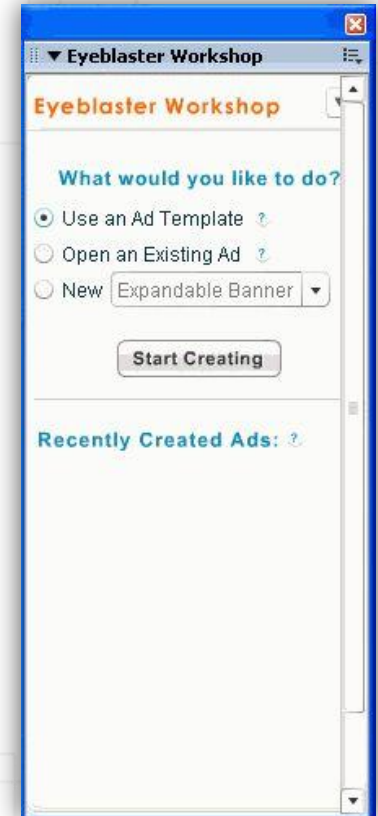 Eyeblaster Workshop
Eyeblaster Workshop
What would you like to do?
Use an Ad Template ?
Open an Existing Ad ?
New Expandable Banner
Start Creating
Recently Created Ads: ?